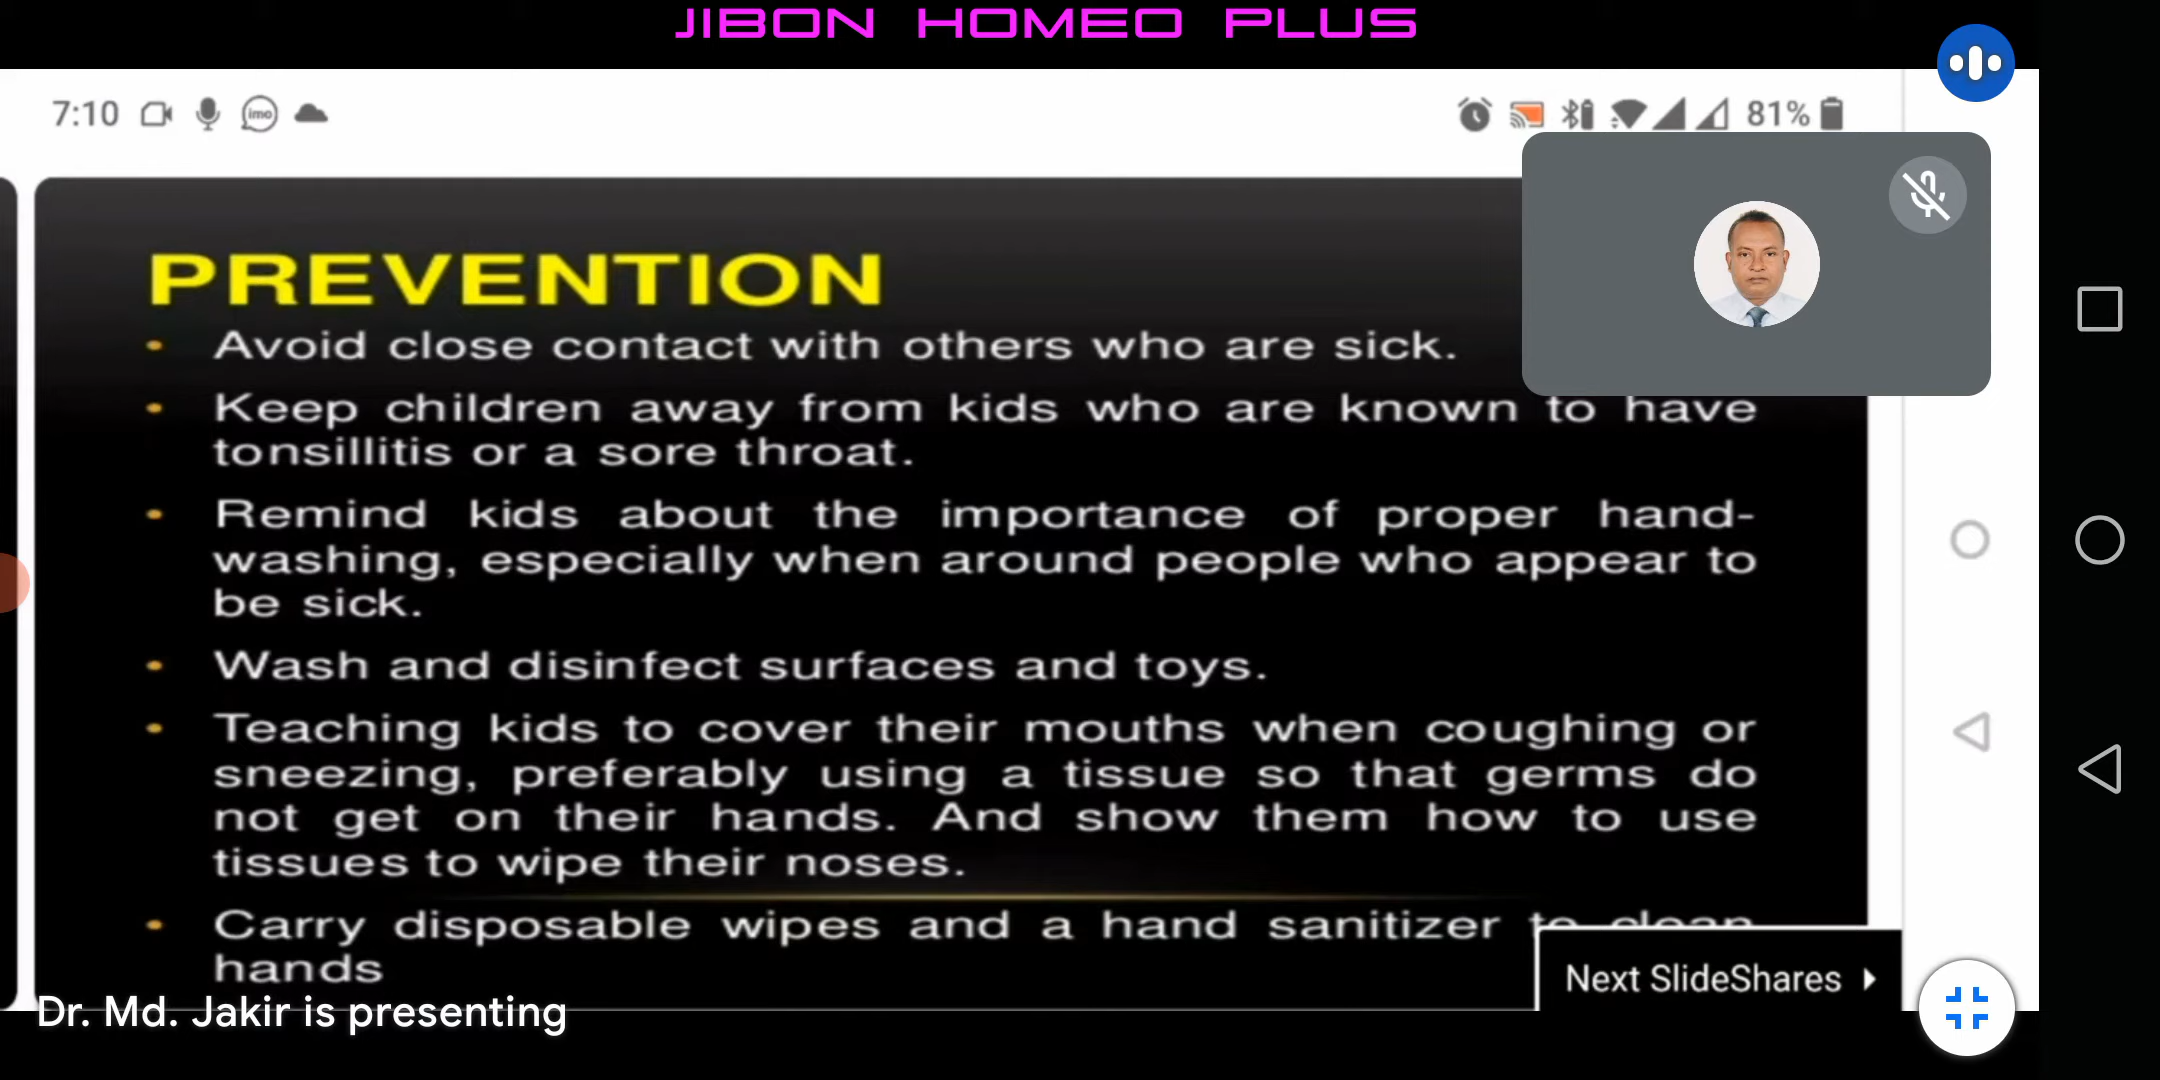 JIBON HOMEO PLUS
7:10
imo
81%
PREVENTION
• Avoid close contact with others who are sick.
• Keep children away from kids who are known to have
tonsillitis or a sore throat.
• Remind kids about the importance of proper hand-
washing, especially when around people who appear to
be sick.
• Wash and disinfect surfaces and toys.
• Teaching kids to cover their mouths when coughing or
sneezing, preferably using a tissue so that germs do
not get on their hands. And show them how to use
tissues to wipe their noses.
• Carry disposable wipes and a hand sanitizer to clean
hands
Next SlideShares
Dr. Md. Jakir is presenting